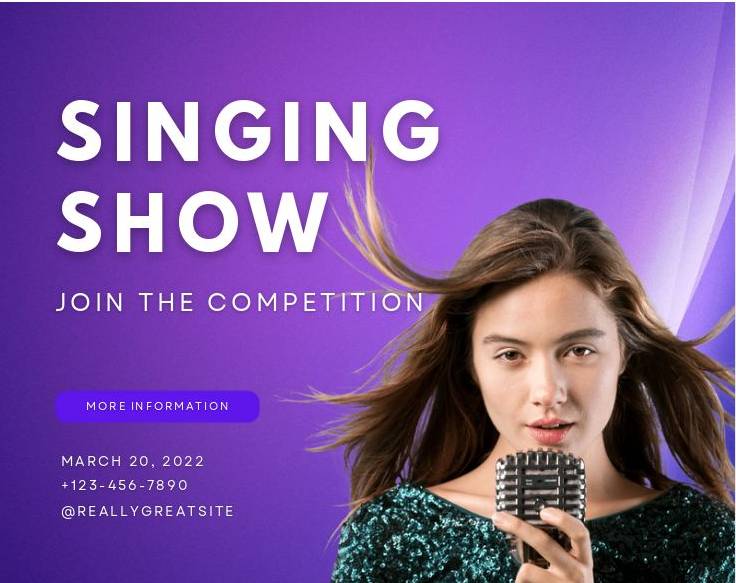 SINGING
SHOW
JOIN THE COMPETITION
MORE INFORMATION
MARCH 20, 2022
+123-456-7890
@REALLYGREATSITE